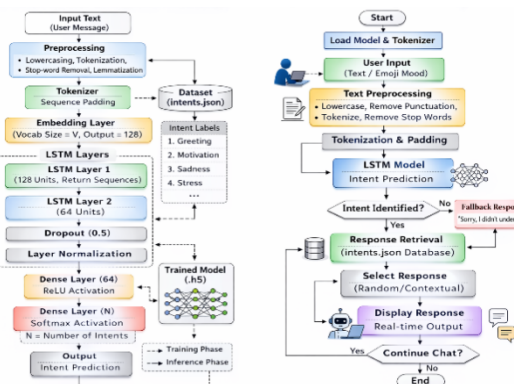 Input Text
(User Message)
Preprocessing
• Lowercasing, Tokenization,
• Stop-word Removal, Lemmatization
Tokenizer
Sequence Padding
Dataset
(intents.json)
Embedding Layer
(Vocab Size = V, Output = 128)
Intent Labels
1. Greeting
2. Motivation
3. Sadness
4. Stress
...
LSTM Layers
LSTM Layer 1
(128 Units, Return Sequences)
LSTM Layer 2
(64 Units)
Dropout (0.5)
Layer Normalization
Dense Layer (64)
ReLU Activation
Trained Model
(.h5)
Dense Layer (N)
Softmax Activation
N = Number of Intents
Output
Intent Prediction
Training Phase
Inference Phase
Start
Load Model & Tokenizer
User Input
(Text / Emoji Mood)
Text Preprocessing
• Lowercase, Remove Punctuation,
• Tokenize, Remove Stop Words
Tokenization & Padding
LSTM Model
Intent Prediction
Intent Identified?
No
Fallback Respo
"Sorry, I didn't under
Yes
Response Retrieval
(intents.json Database)
Select Response
(Random/Contextual)
Display Response
Real-time Output
Yes
Continue Chat?
No
End